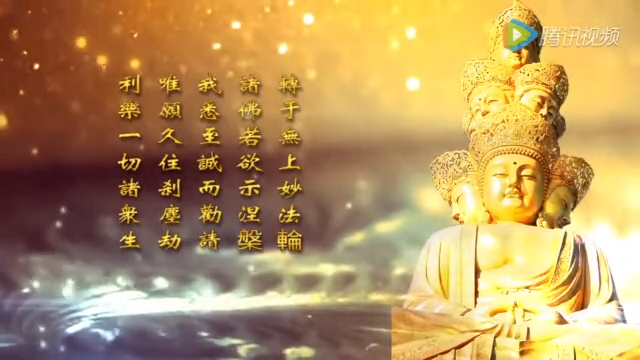 腾讯视频
轉于無上妙法輪
諸佛若欲示涅槃
我悉至誠而勸請
唯願久住刹塵劫
利樂一切諸衆生